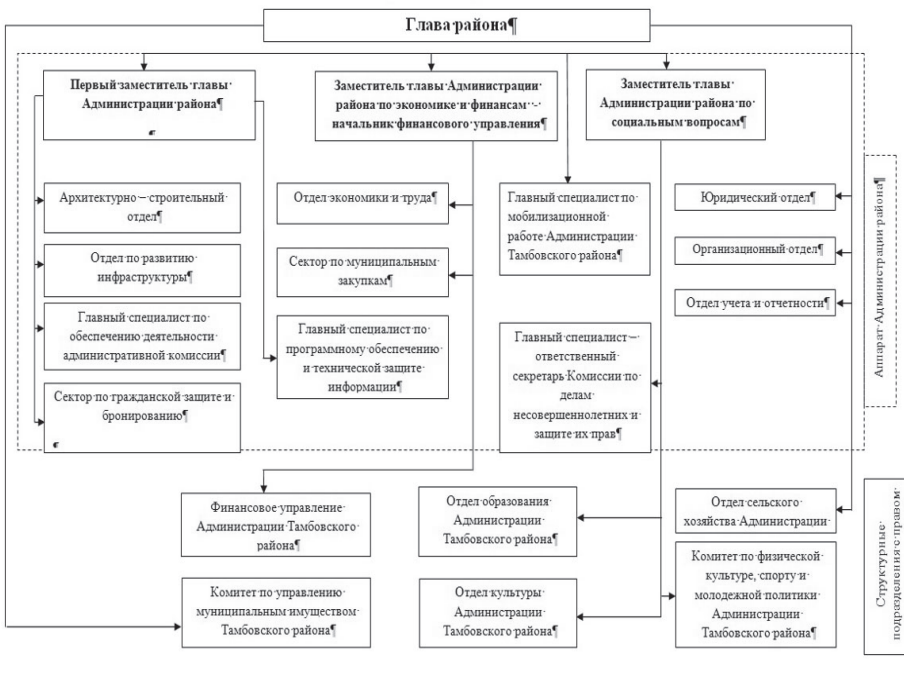 Глава·района¶
Первый·заместитель·главы·
Администрации·района¶
¶
Заместитель·главы·Администрации·
района·по·экономике·и·финансам··-·
начальник·финансового·управления¶
Заместитель·главы·
Администрации·района·по·
социальным·вопросам¶
Архитектурно·–·строительный·
отдел¶
Отдел·экономики·и·труда¶
Главный·специалист·по·
мобилизационной·
работе·Администрации·
Тамбовского·района¶
Юридический·отдел¶
Отдел·по·развитию·
инфраструктуры¶
Сектор·по·муниципальным·
закупкам¶
Организационный·отдел¶
Главный·специалист·по·
обеспечению·деятельности·
административной·комиссии¶
Главный·специалист·по·
программному·обеспечению·
и·технической·защите·
информации¶
Главный·специалист·–·
ответственный·
секретарь·Комиссии·по·
делам·
несовершеннолетних·и·
защите·их·прав¶
Отдел·учета·и·отчетности¶
Сектор·по·гражданской·защите·и·
бронированию¶
¶
Аппарат·Администрации·района¶
Финансовое·управление·
Администрации·Тамбовского·
района¶
Отдел·образования·
Администрации·
Тамбовского·района¶
Отдел·сельского·
хозяйства·Администрации·
Комитет·по·управлению·
муниципальным·имуществом·
Тамбовского·района¶
Отдел·культуры·
Администрации·
Тамбовского·района¶
Комитет·по·физической·
культуре,·спорту·и·
молодежной·политики·
Администрации·
Тамбовского·района¶
Структурные·
подразделения·с·правом·